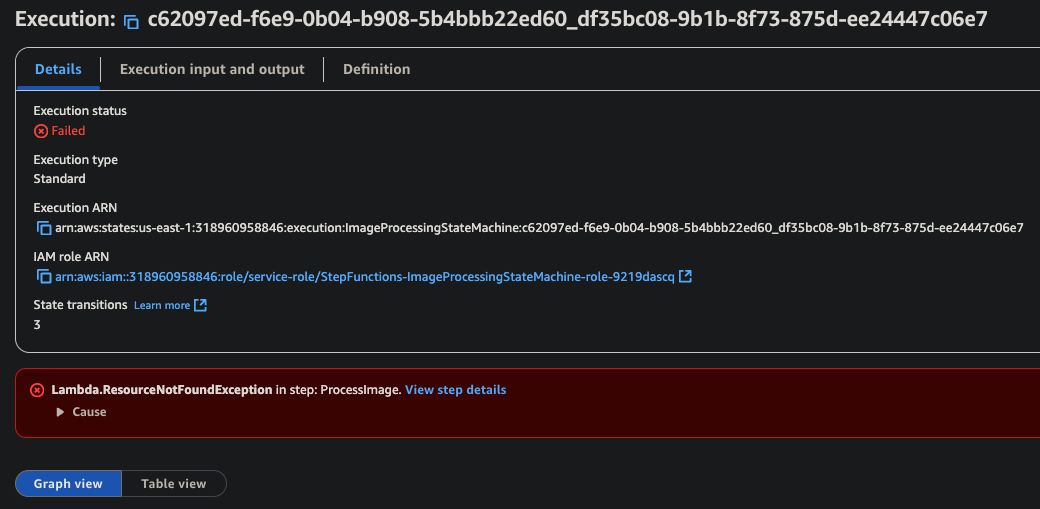 Execution: c62097ed-f6e9-0b04-b908-5b4bbb22ed60_df35bc08-9b1b-8f73-875d-ee24447c06e7
Details Execution input and output Definition
Execution status
Failed
Execution type
Standard
Execution ARN
arn:aws:states:us-east-1:318960958846:execution:ImageProcessingStateMachine:c62097ed-f6e9-0b04-b908-5b4bbb22ed60_df35bc08-9b1b-8f73-875d-ee24447c06e7
IAM role ARN
arn:aws:iam::318960958846:role/service-role/StepFunctions-ImageProcessingStateMachine-role-9219dascq
State transitions Learn more
3
Lambda.ResourceNotFoundException in step: ProcessImage. View step details
Cause
Graph view Table view